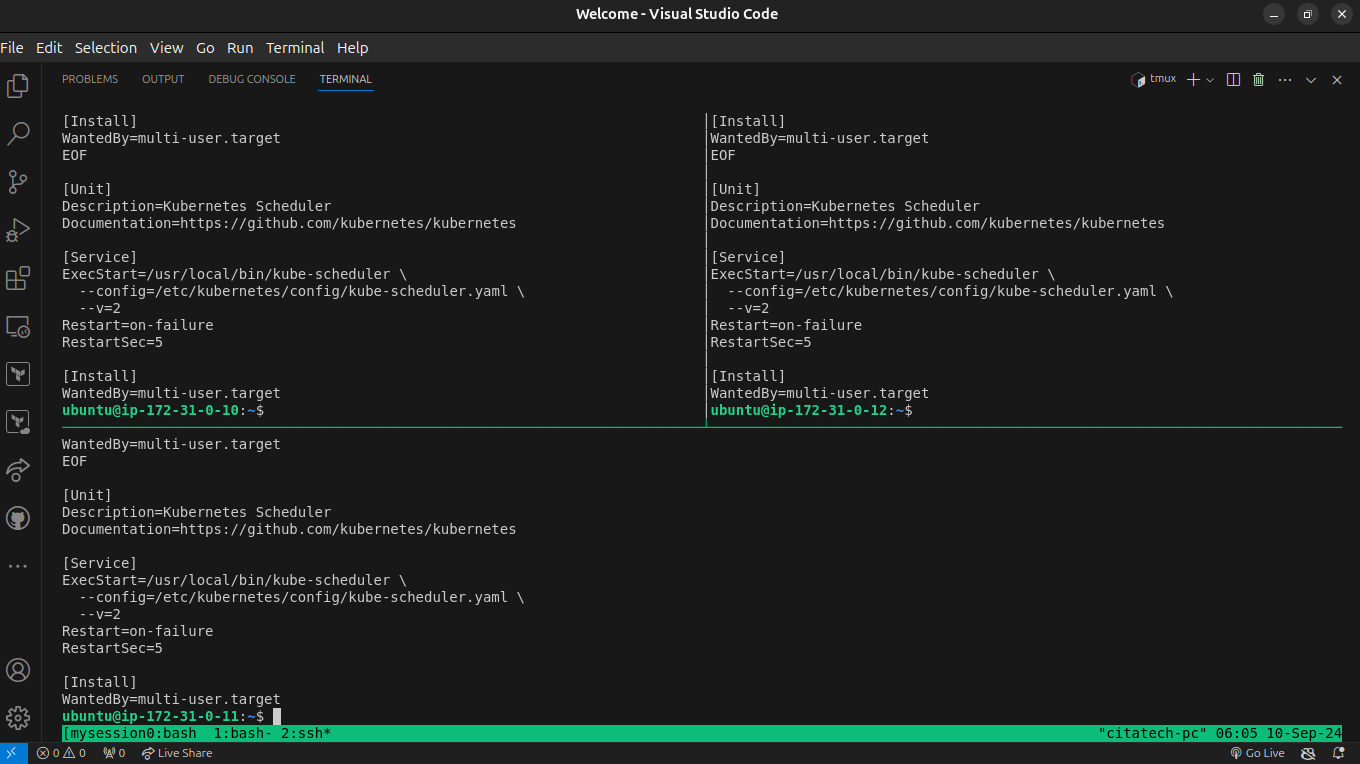 Welcome - Visual Studio Code
File Edit Selection View Go Run Terminal Help
PROBLEMS OUTPUT DEBUG CONSOLE TERMINAL
tmux
[Install]
WantedBy=multi-user.target
EOF
[Unit]
Description=Kubernetes Scheduler
Documentation=https://github.com/kubernetes/kubernetes
[Service]
ExecStart=/usr/local/bin/kube-scheduler \
  --config=/etc/kubernetes/config/kube-scheduler.yaml \
  --v=2
Restart=on-failure
RestartSec=5
[Install]
WantedBy=multi-user.target
ubuntu@ip-172-31-0-10:~$
[Install]
WantedBy=multi-user.target
EOF
[Unit]
Description=Kubernetes Scheduler
Documentation=https://github.com/kubernetes/kubernetes
[Service]
ExecStart=/usr/local/bin/kube-scheduler \
  --config=/etc/kubernetes/config/kube-scheduler.yaml \
  --v=2
Restart=on-failure
RestartSec=5
[Install]
WantedBy=multi-user.target
ubuntu@ip-172-31-0-12:~$
WantedBy=multi-user.target
EOF
[Unit]
Description=Kubernetes Scheduler
Documentation=https://github.com/kubernetes/kubernetes
[Service]
ExecStart=/usr/local/bin/kube-scheduler \
  --config=/etc/kubernetes/config/kube-scheduler.yaml \
  --v=2
Restart=on-failure
RestartSec=5
[Install]
WantedBy=multi-user.target
ubuntu@ip-172-31-0-11:~$
[mysession0:bash  1:bash- 2:ssh* "citatech-pc" 06:05 10-Sep-24
0 0 0 Live Share Go Live